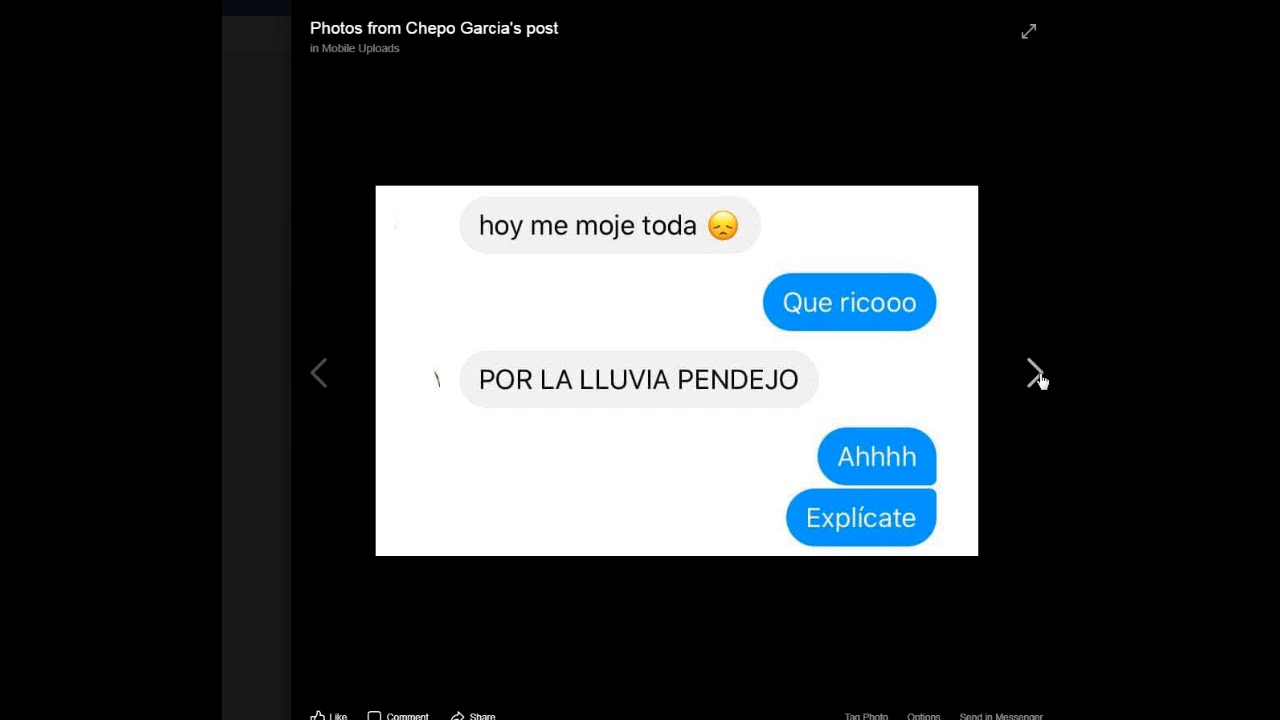 Photos from Chepo Garcia's post
in Mobile Uploads
hoy me moje toda 😞
Que ricooo
POR LA LLUVIA PENDEJO
Ahhhh
Explícate
Like Comment Share Tag Photo Options Send in Messenger